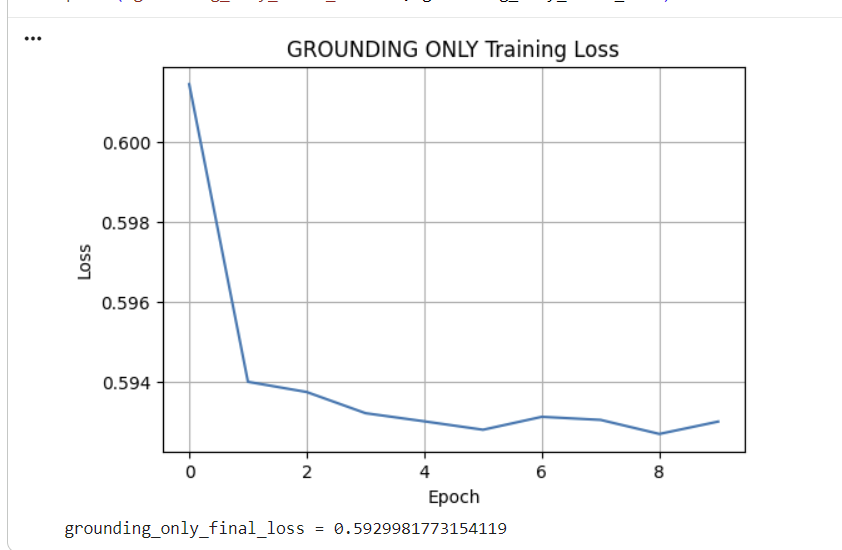 ...
GROUNDING ONLY Training Loss
0.600
0.598
0.596
0.594
Loss
0 2 4 6 8
Epoch
grounding_only_final_loss = 0.5929981773154119